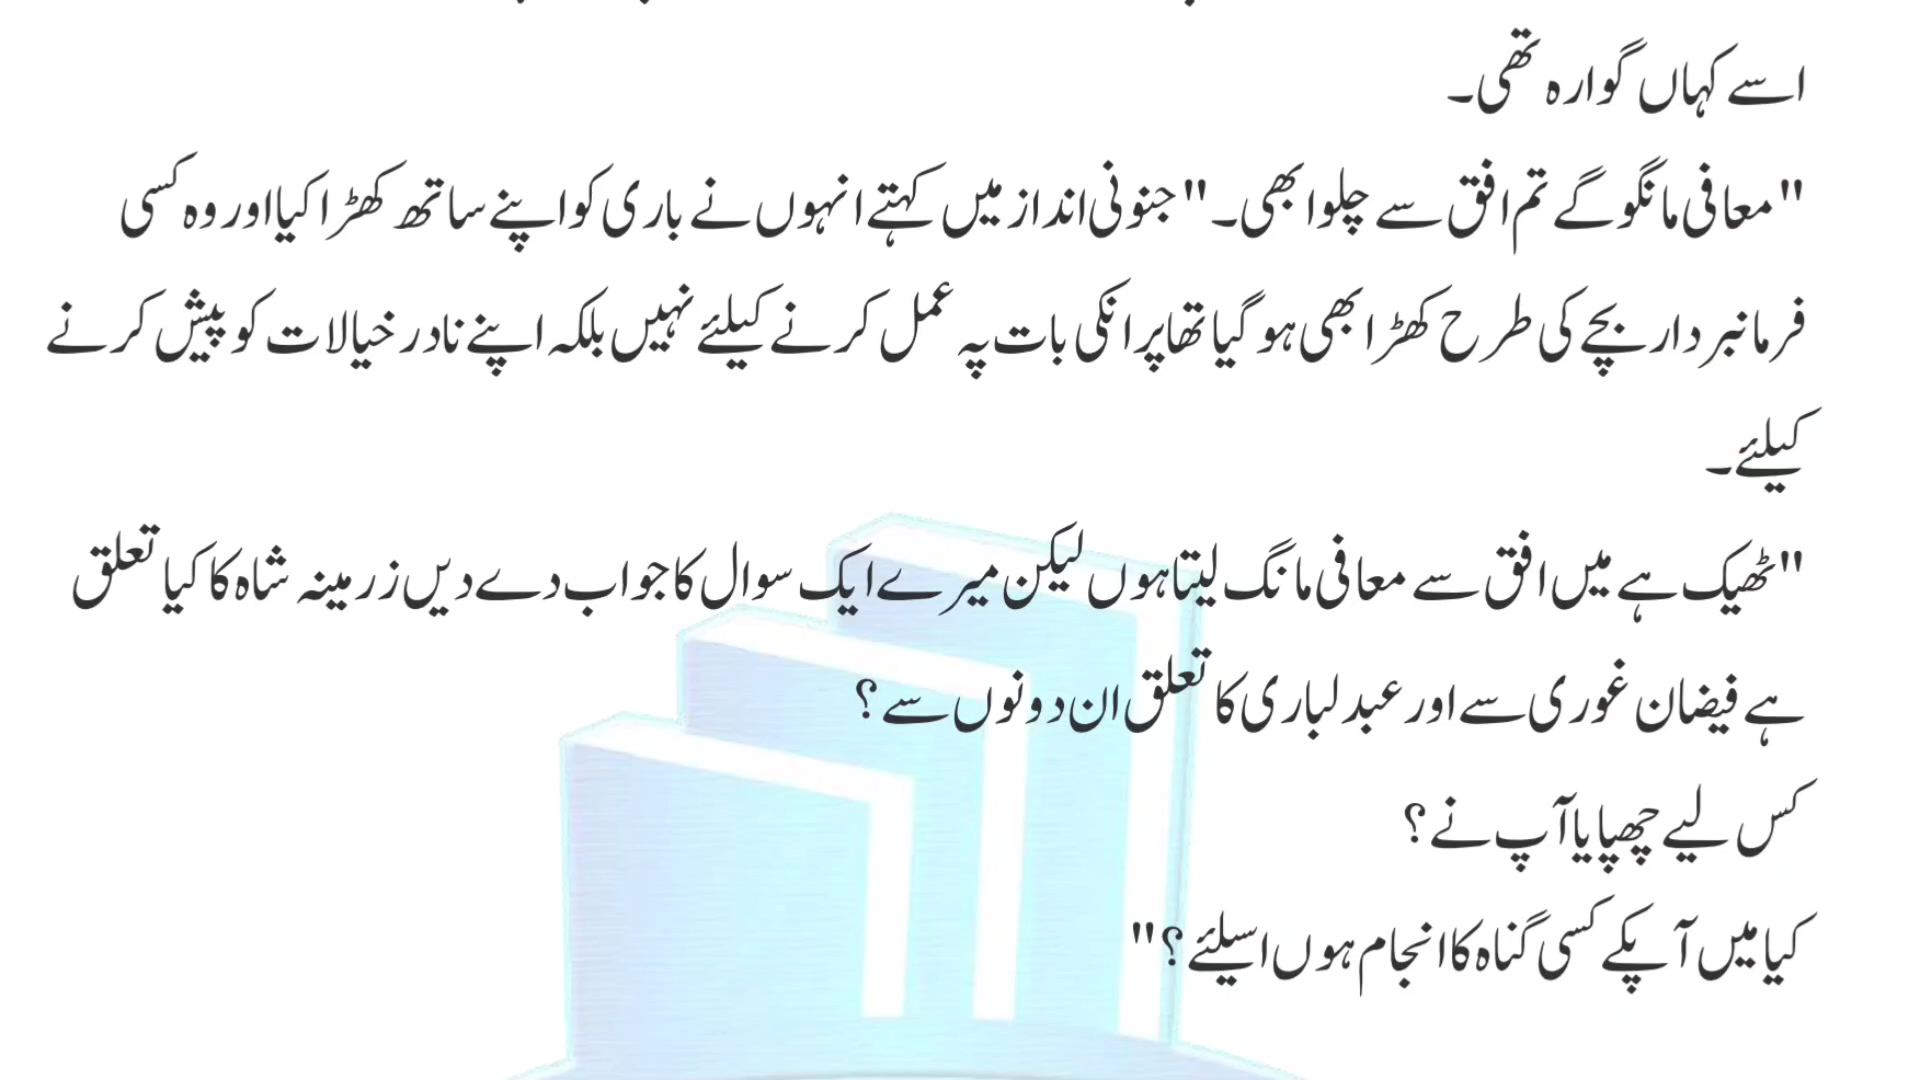 اسے کہاں گوارہ تھی۔
"معافی مانگو گے تم افق سے چلو ابھی۔" جنونی انداز میں کہتے انہوں نے باری کو اپنے ساتھ کھڑا کیا اور وہ کسی
فرمانبردار بچے کی طرح کھڑا بھی ہو گیا تھا پر انکی بات پہ عمل کرنے کیلئے نہیں بلکہ اپنے نادر خیالات کو پیش کرنے
کیلئے۔
"ٹھیک ہے میں افق سے معافی مانگ لیتا ہوں لیکن میرے ایک سوال کا جواب دے دیں زرمینہ شاہ کا کیا تعلق
ہے فیضان غوری سے اور عبدلباری کا تعلق ان دونوں سے؟
کس لیے چھپایا آپ نے؟
کیا میں آپکے کسی گناہ کا انجام ہوں اسیلئے؟"